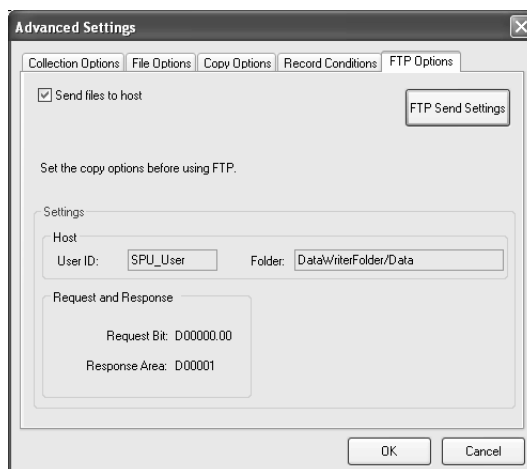 Advanced Settings
Collection Options File Options Copy Options Record Conditions FTP Options
Send files to host
FTP Send Settings
Set the copy options before using FTP.
Settings
Host
User ID: SPU_User Folder: DataWriterFolder/Data
Request and Response
Request Bit: D00000.00
Response Area: D00001
OK Cancel